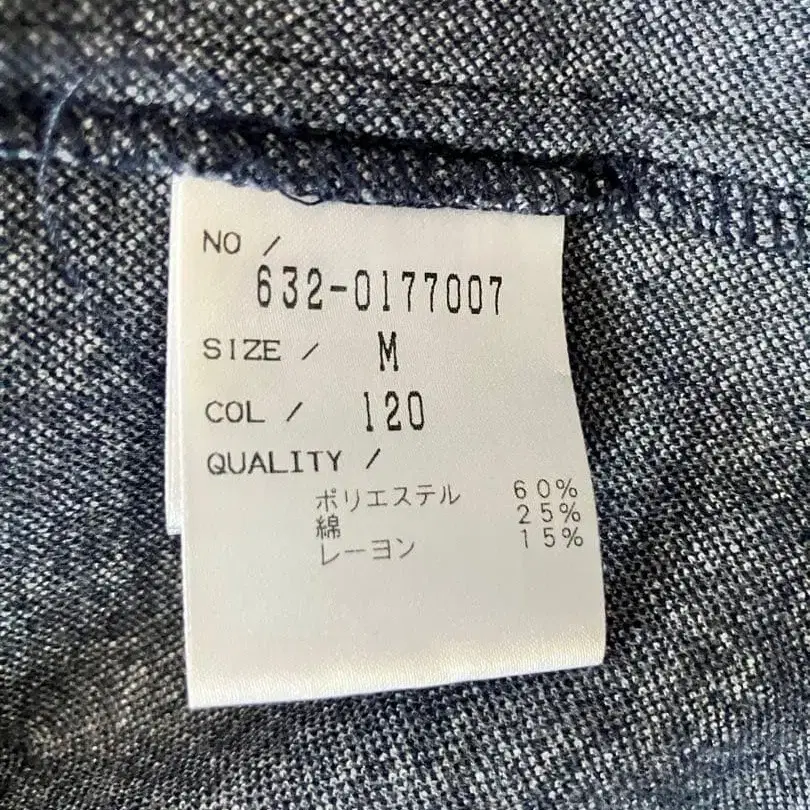 NO /
632-0177007
SIZE / M
COL / 120
QUALITY /
ポリエステル 60%
綿 25%
レーヨン 15%